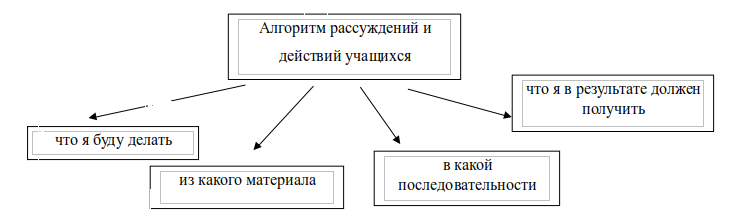 Алгоритм рассуждений и
действий учащихся
что я в результате должен
получить
что я буду делать
из какого материала
в какой
последовательности